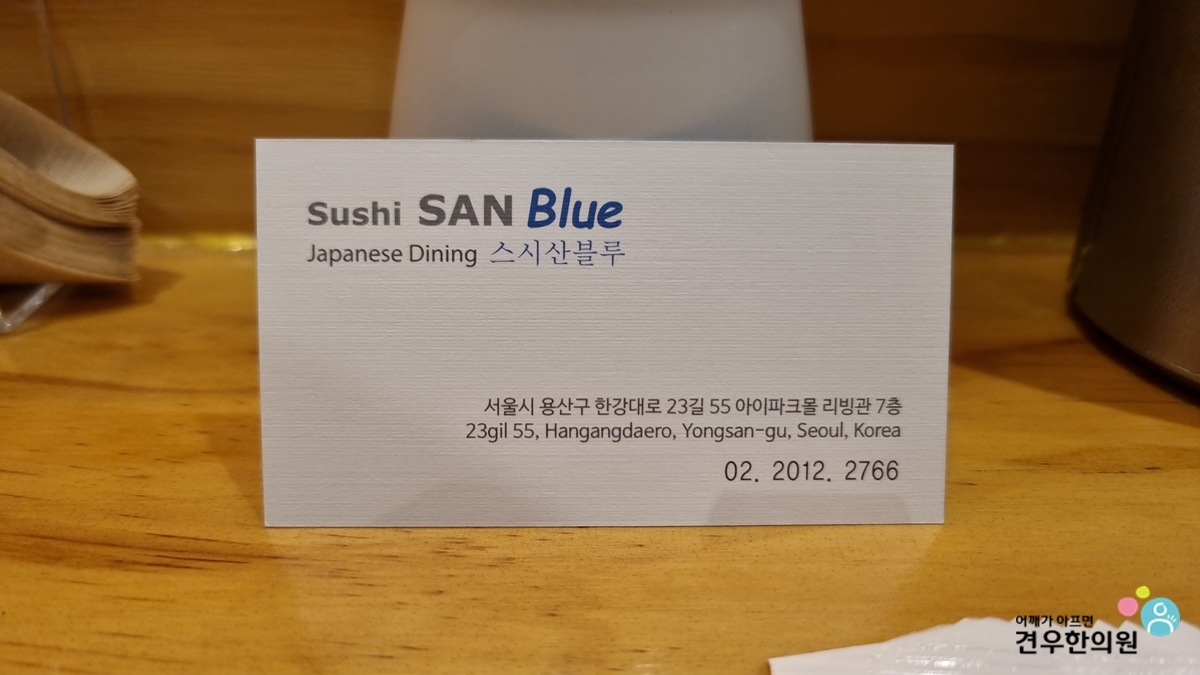 Sushi SAN Blue
Japanese Dining 스시산블루
서울시 용산구 한강대로 23길 55 아이파크몰 리빙관 7층
23gil 55, Hangangdaero, Yongsan-gu, Seoul, Korea
02. 2012. 2766
어깨가 아프면
견우한의원